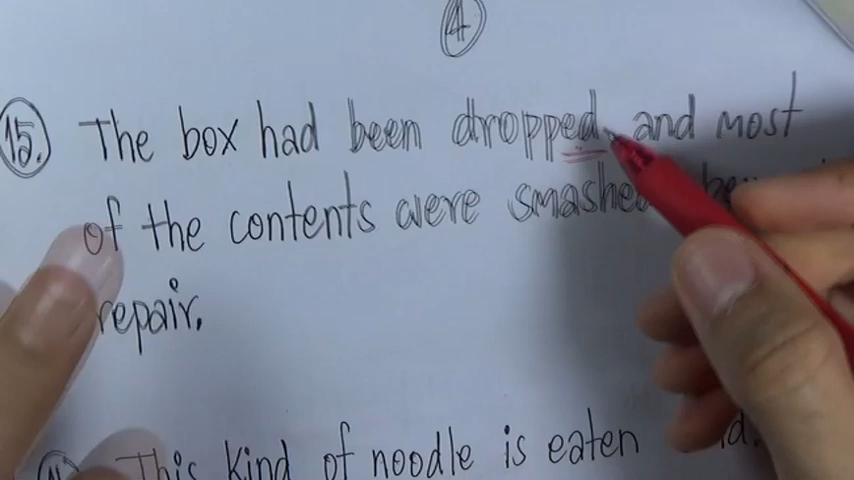 4
15. The box had been dropped and most
of the contents were smashed
repair.
This kind of noodle is eaten